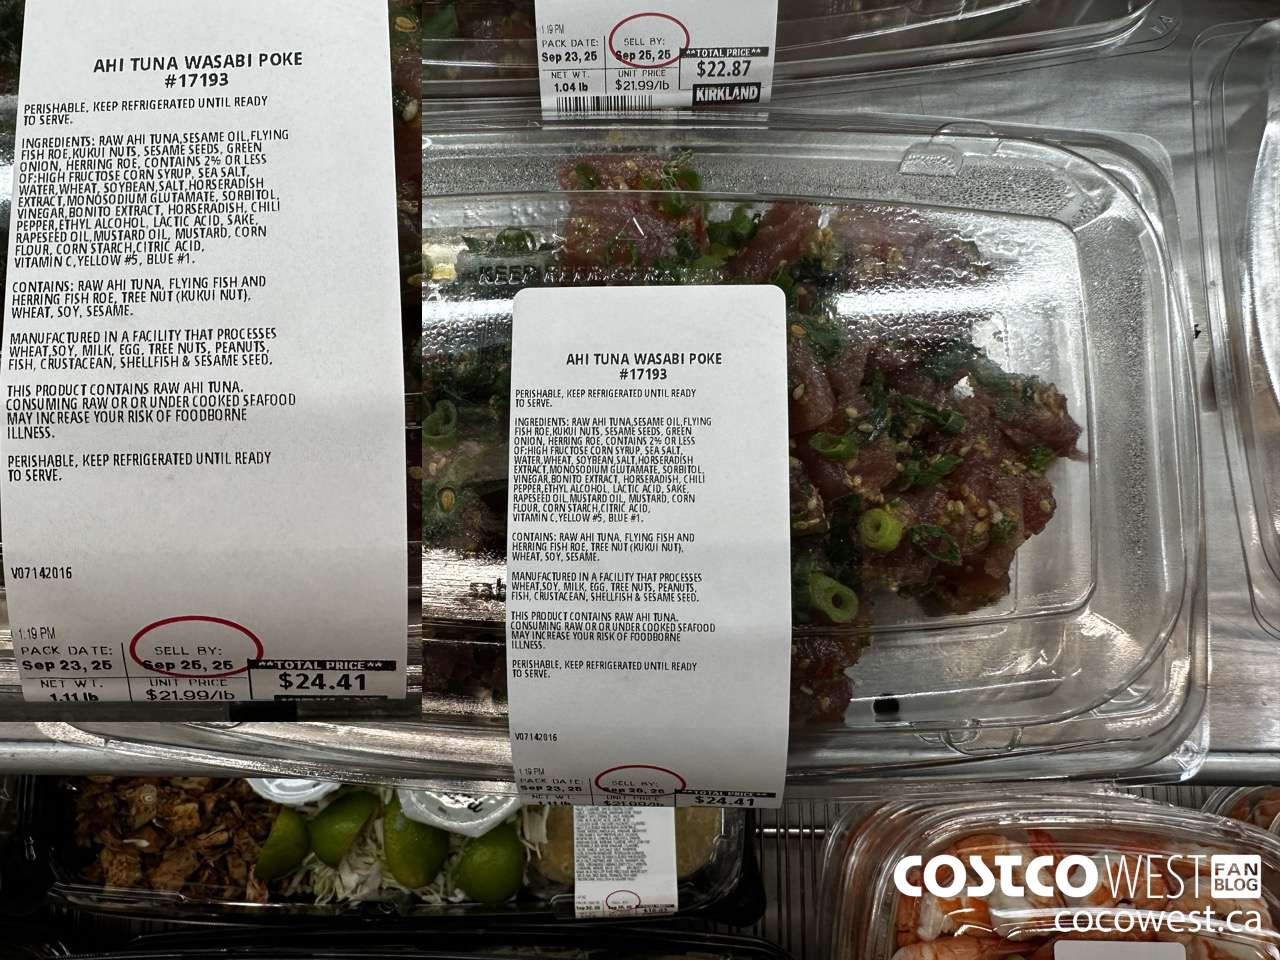 AHI TUNA WASABI POKE
#17193
PERISHABLE, KEEP REFRIGERATED UNTIL READY
TO SERVE.
INGREDIENTS: RAW AHI TUNA,SESAME OIL,FLYING
FISH ROE,KUKUI NUTS, SESAME SEEDS, GREEN
ONION, HERRING ROE, CONTAINS 2% OR LESS
OF:HIGH FRUCTOSE CORN SYRUP, SEA SALT,
WATER,WHEAT, SOYBEAN,SALT,HORSERADISH
EXTRACT,MONOSODIUM GLUTAMATE, SORBITOL,
VINEGAR,BONITO EXTRACT, HORSERADISH, CHILI
PEPPER,ETHYL ALCOHOL, LACTIC ACID, SAKE,
RAPESEED OIL,MUSTARD OIL, MUSTARD, CORN
FLOUR, CORN STARCH,CITRIC ACID,
VITAMIN C,YELLOW #5, BLUE #1.
CONTAINS: RAW AHI TUNA, FLYING FISH AND
HERRING FISH ROE, TREE NUT (KUKUI NUT),
WHEAT, SOY, SESAME.
MANUFACTURED IN A FACILITY THAT PROCESSES
WHEAT,SOY, MILK, EGG, TREE NUTS, PEANUTS,
FISH, CRUSTACEAN, SHELLFISH & SESAME SEED.
THIS PRODUCT CONTAINS RAW AHI TUNA.
CONSUMING RAW OR OR UNDER COOKED SEAFOOD
MAY INCREASE YOUR RISK OF FOODBORNE
ILLNESS.
PERISHABLE, KEEP REFRIGERATED UNTIL READY
TO SERVE.
V07142016
1:19 PM
PACK DATE: SELL BY:
Sep 23, 25 Sep 25, 25 **TOTAL PRICE**
NET WT. UNIT PRICE $24.41
1.11 lb $21.99/lb
1:19 PM
PACK DATE: SELL BY:
Sep 23, 25 Sep 25, 25 **TOTAL PRICE**
NET WT. UNIT PRICE $22.87
1.04 lb $21.99/lb KIRKLAND
KEEP REFRIGERATED
AHI TUNA WASABI POKE
#17193
PERISHABLE, KEEP REFRIGERATED UNTIL READY
TO SERVE.
INGREDIENTS: RAW AHI TUNA,SESAME OIL,FLYING
FISH ROE,KUKUI NUTS, SESAME SEEDS, GREEN
ONION, HERRING ROE, CONTAINS 2% OR LESS
OF:HIGH FRUCTOSE CORN SYRUP, SEA SALT,
WATER,WHEAT, SOYBEAN,SALT,HORSERADISH
EXTRACT,MONOSODIUM GLUTAMATE, SORBITOL,
VINEGAR,BONITO EXTRACT, HORSERADISH, CHILI
PEPPER,ETHYL ALCOHOL, LACTIC ACID, SAKE,
RAPESEED OIL,MUSTARD OIL, MUSTARD, CORN
FLOUR, CORN STARCH,CITRIC ACID,
VITAMIN C,YELLOW #5, BLUE #1.
CONTAINS: RAW AHI TUNA, FLYING FISH AND
HERRING FISH ROE, TREE NUT (KUKUI NUT),
WHEAT, SOY, SESAME.
MANUFACTURED IN A FACILITY THAT PROCESSES
WHEAT,SOY, MILK, EGG, TREE NUTS, PEANUTS,
FISH, CRUSTACEAN, SHELLFISH & SESAME SEED.
THIS PRODUCT CONTAINS RAW AHI TUNA.
CONSUMING RAW OR OR UNDER COOKED SEAFOOD
MAY INCREASE YOUR RISK OF FOODBORNE
ILLNESS.
PERISHABLE, KEEP REFRIGERATED UNTIL READY
TO SERVE.
V07142016
1:19 PM
PACK DATE: SELL BY:
Sep 23, 25 Sep 25, 25 **TOTAL PRICE**
NET WT. UNIT PRICE $24.41
1.11 lb $21.99/lb
COSTCO WEST FAN BLOG
cocowest.ca